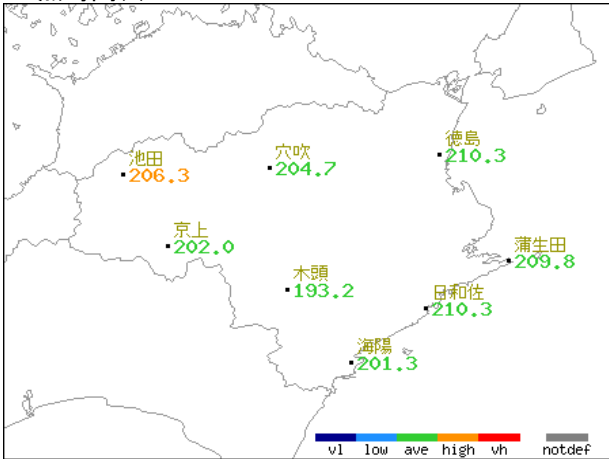 徳島
210.3
池田
206.3
穴吹
204.7
京上
202.0
蒲生田
209.8
木頭
193.2
日和佐
210.3
海陽
201.3
vl low ave high vh notdef